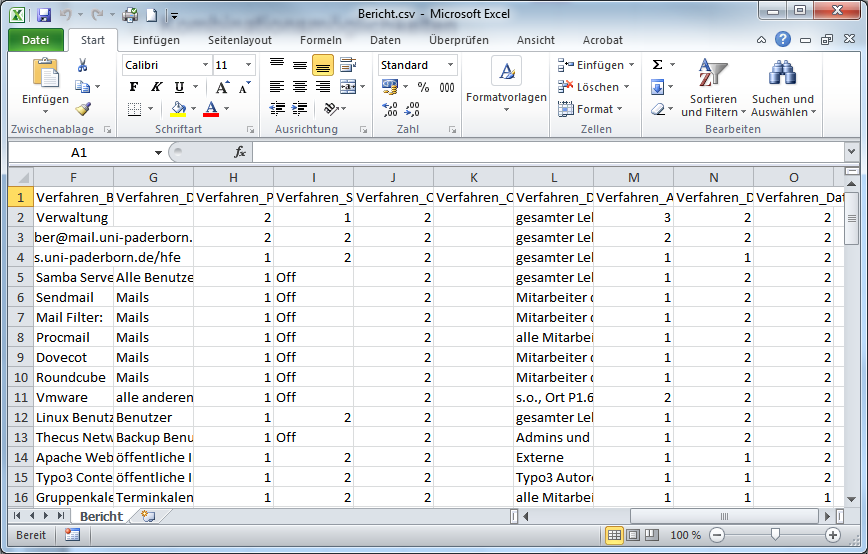 Bericht.csv - Microsoft Excel
Datei Start Einfügen Seitenlayout Formeln Daten Überprüfen Ansicht Acrobat
Einfügen
Zwischenablage
Calibri 11
F K U
Schriftart
Ausrichtung
Standard
% 000
Zahl
Formatvorlagen
Einfügen
Löschen
Format
Zellen
Sortieren und Filtern
Suchen und Auswählen
Bearbeiten
A1 fx
F G H I J K L M N O
1 Verfahren_B Verfahren_D Verfahren_P Verfahren_S Verfahren_C Verfahren_C Verfahren_D Verfahren_A Verfahren_D Verfahren_Dat
2 Verwaltung 2 1 2 gesamter Leh 3 2 2
3 ber@mail.uni-paderborn. 2 2 2 gesamter Leh 2 2 2
4 s.uni-paderborn.de/hfe 1 2 2 gesamter Leh 1 1 2
5 Samba Serve Alle Benutze 1 Off 2 gesamter Leh 1 2 2
6 Sendmail Mails 1 Off 2 Mitarbeiter d 1 2 2
7 Mail Filter: Mails 1 Off 2 Mitarbeiter d 1 2 2
8 Procmail Mails 1 Off 2 alle Mitarbei 1 2 2
9 Dovecot Mails 1 Off 2 Mitarbeiter d 1 2 2
10 Roundcube Mails 1 Off 2 Mitarbeiter d 1 2 2
11 Vmware alle anderen 1 Off 2 s.o., Ort P1.6 2 2 2
12 Linux Benutz Benutzer 1 2 2 gesamter Leh 1 1 2
13 Thecus Netw Backup Benu 1 Off 2 Admins und 1 2 2
14 Apache Web öffentliche I 1 2 2 Externe 1 1 2
15 Typo3 Conte öffentliche I 1 2 2 Typo3 Autor 1 2 2
16 Gruppenkale Terminkalen 1 2 2 alle Mitarbei 1 1 1
Bericht
Bereit 100 %